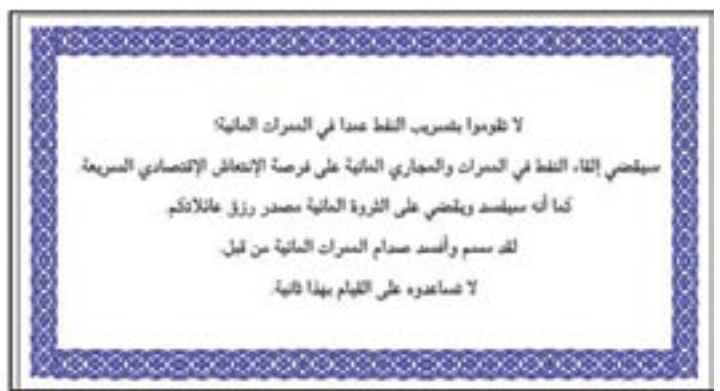 لا تقوموا بتسريب النفط عمدا في الممرات المائية؛
سيقضي إلقاء النفط في الممرات والمجاري المائية على فرصة الإنتعاش الإقتصادي السريعة.
كما أنه سيفسد ويقضي على الثروة المائية مصدر رزق عائلاتكم.
لقد سمم وأفسد صدام الممرات المائية من قبل.
لا تساعدوه على القيام بهذا ثانية.